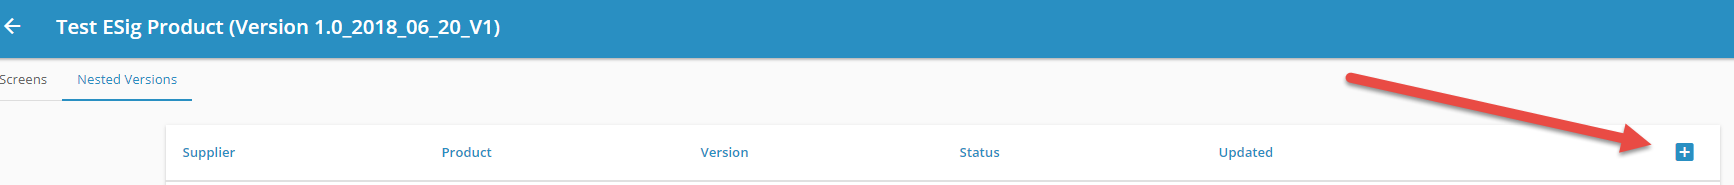 Test ESig Product (Version 1.0_2018_06_20_V1)
Screens Nested Versions
Supplier Product Version Status Updated